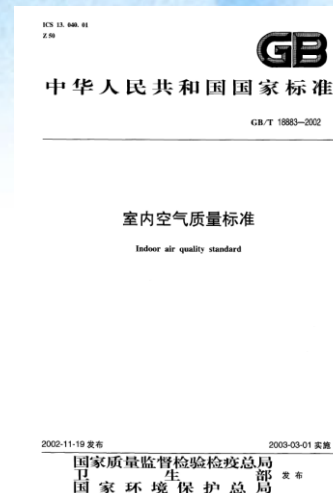 ICS 13. 040. 01
Z 50
GB
中华人民共和国国家标准
GB/T 18883—2002
室内空气质量标准
Indoor air quality standard
2002-11-19 发布
2003-03-01 实施
国家质量监督检验检疫总局
卫生部 发布
国家环境保护总局